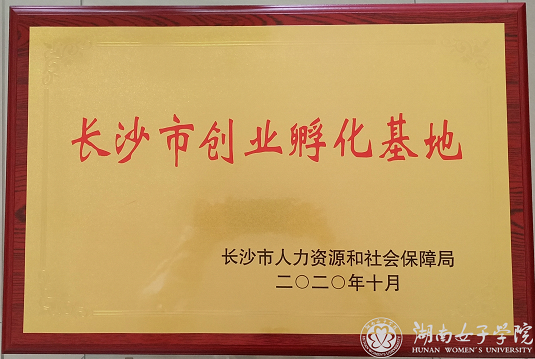 长沙市创业孵化基地
长沙市人力资源和社会保障局
二〇二〇年十月
湖南女子学院
HUNAN WOMEN'S UNIVERSITY